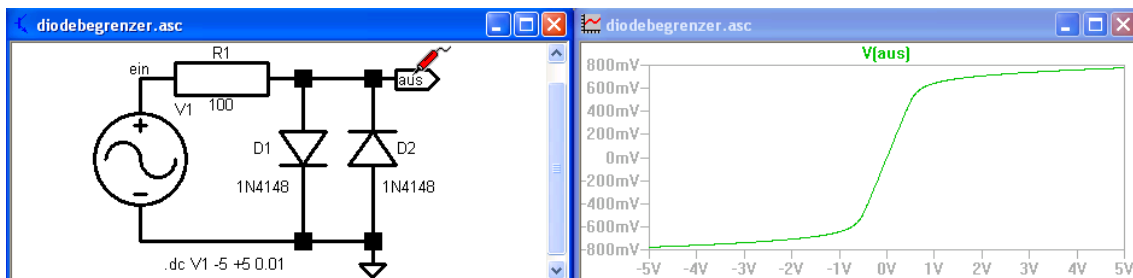 diodebegrenzer.asc
R1
ein
aus
V1
100
D1
D2
1N4148
1N4148
.dc V1 -5 +5 0.01
diodebegrenzer.asc
V(aus)
800mV
600mV
400mV
200mV
0mV
-200mV
-400mV
-600mV
-800mV
-5V -4V -3V -2V -1V 0V 1V 2V 3V 4V 5V